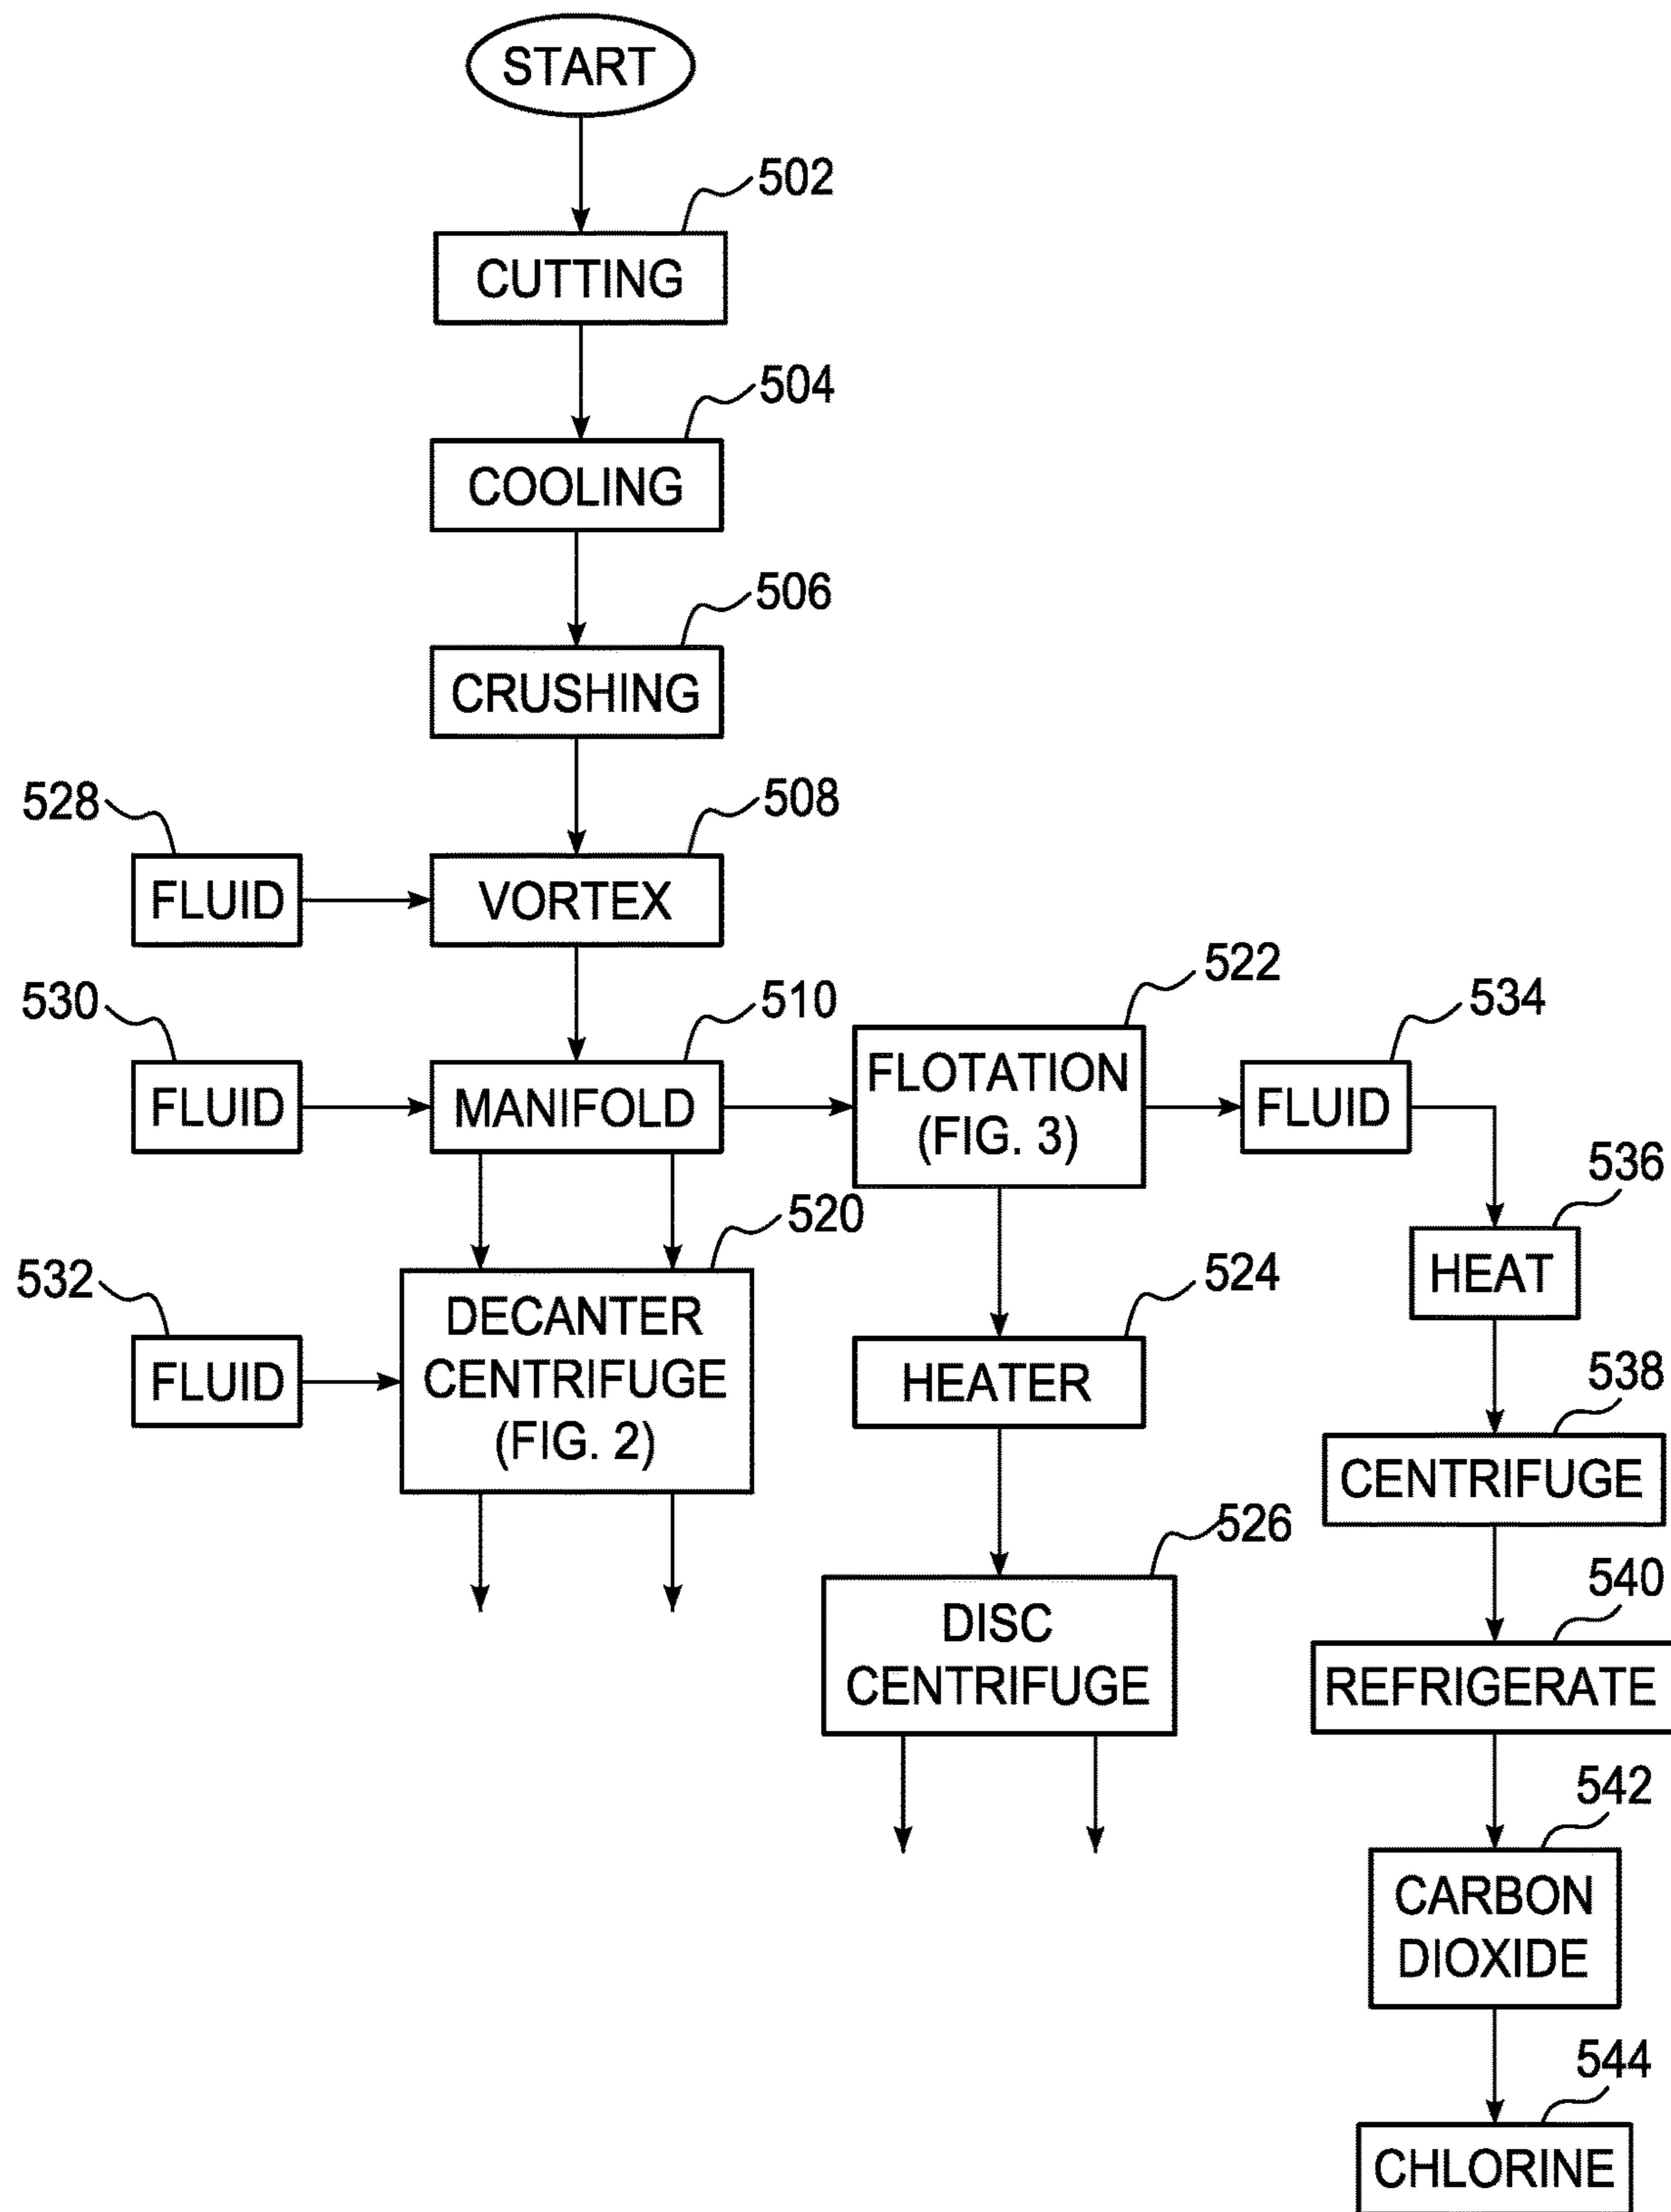 START
502
CUTTING
504
COOLING
506
CRUSHING
528
508
FLUID
VORTEX
530
510
522
534
FLUID
MANIFOLD
FLOTATION
(FIG. 3)
FLUID
536
HEAT
532
520
FLUID
DECANTER
CENTRIFUGE
(FIG. 2)
524
HEATER
538
CENTRIFUGE
526
DISC
CENTRIFUGE
540
REFRIGERATE
542
CARBON
DIOXIDE
544
CHLORINE